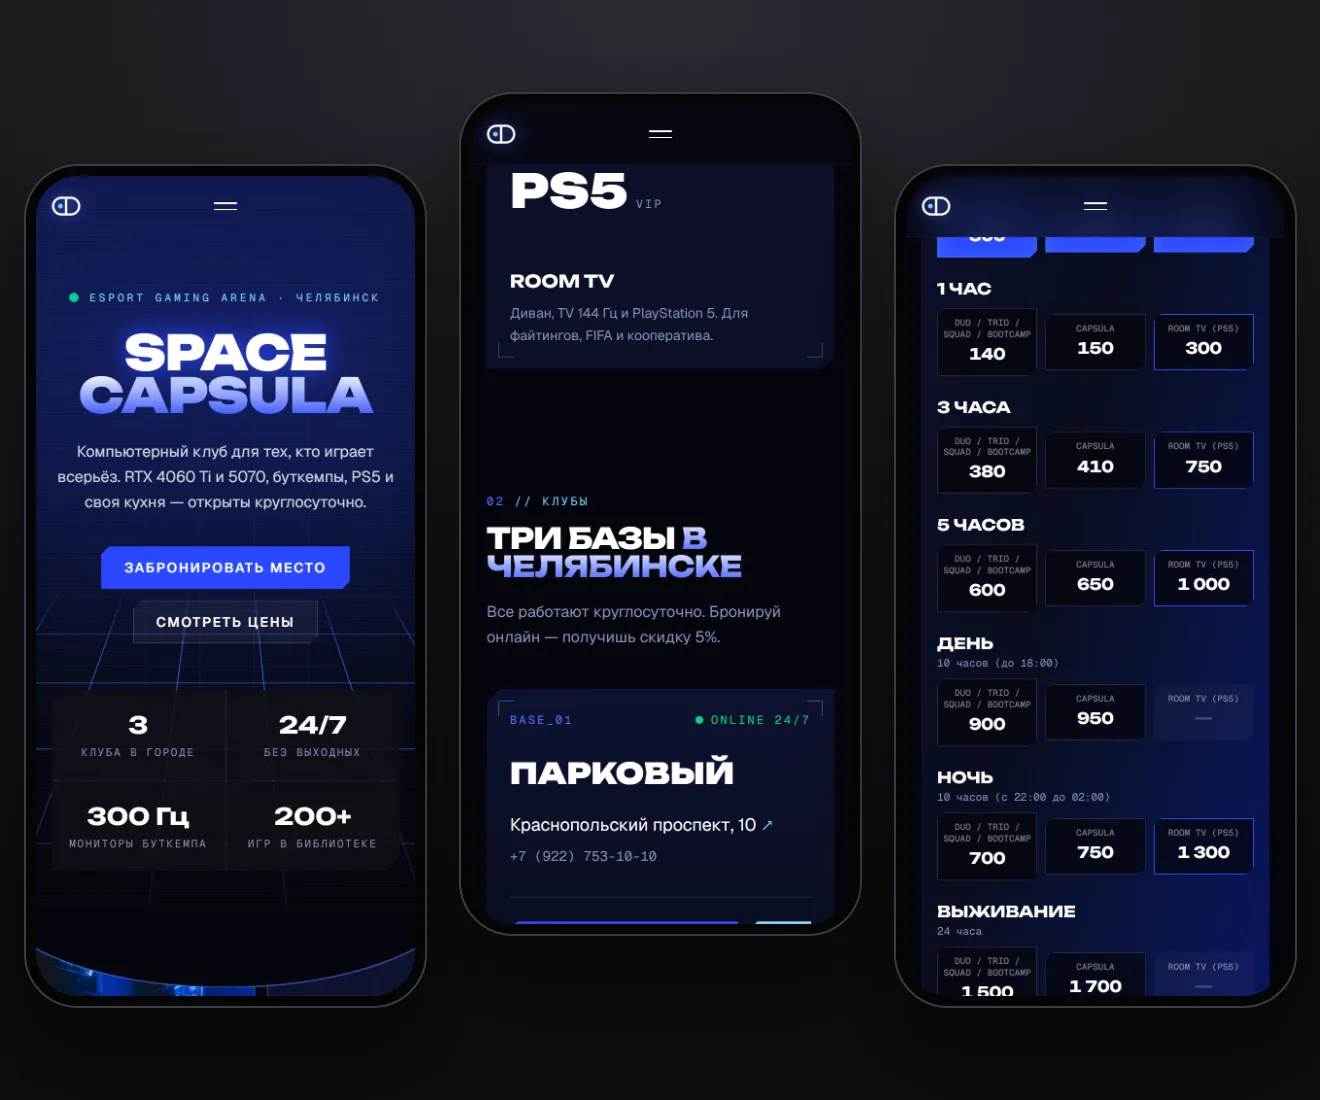 ESPORT GAMING ARENA · ЧЕЛЯБИНСК
SPACE
CAPSULA
Компьютерный клуб для тех, кто играет
всерьёз. RTX 4060 Ti и 5070, буткемпы, PS5 и
своя кухня — открыты круглосуточно.
ЗАБРОНИРОВАТЬ МЕСТО
СМОТРЕТЬ ЦЕНЫ
3
КЛУБА В ГОРОДЕ
24/7
БЕЗ ВЫХОДНЫХ
300 Гц
МОНИТОРЫ БУТКЕМПА
200+
ИГР В БИБЛИОТЕКЕ
PS5 VIP
ROOM TV
Диван, TV 144 Гц и PlayStation 5. Для
файтингов, FIFA и кооператива.
02 // КЛУБЫ
ТРИ БАЗЫ В
ЧЕЛЯБИНСКЕ
Все работают круглосуточно. Бронируй
онлайн — получишь скидку 5%.
BASE_01
ONLINE 24/7
ПАРКОВЫЙ
Краснопольский проспект, 10 ↗
+7 (922) 753-10-10
1 ЧАС
DUO / TRIO /
SQUAD / BOOTCAMP
140
CAPSULA
150
ROOM TV (PS5)
300
3 ЧАСА
DUO / TRIO /
SQUAD / BOOTCAMP
380
CAPSULA
410
ROOM TV (PS5)
750
5 ЧАСОВ
DUO / TRIO /
SQUAD / BOOTCAMP
600
CAPSULA
650
ROOM TV (PS5)
1 000
ДЕНЬ
10 часов (до 18:00)
DUO / TRIO /
SQUAD / BOOTCAMP
900
CAPSULA
950
ROOM TV (PS5)
—
НОЧЬ
10 часов (с 22:00 до 02:00)
DUO / TRIO /
SQUAD / BOOTCAMP
700
CAPSULA
750
ROOM TV (PS5)
1 300
ВЫЖИВАНИЕ
24 часа
DUO / TRIO /
SQUAD / BOOTCAMP
1 500
CAPSULA
1 700
ROOM TV (PS5)
—